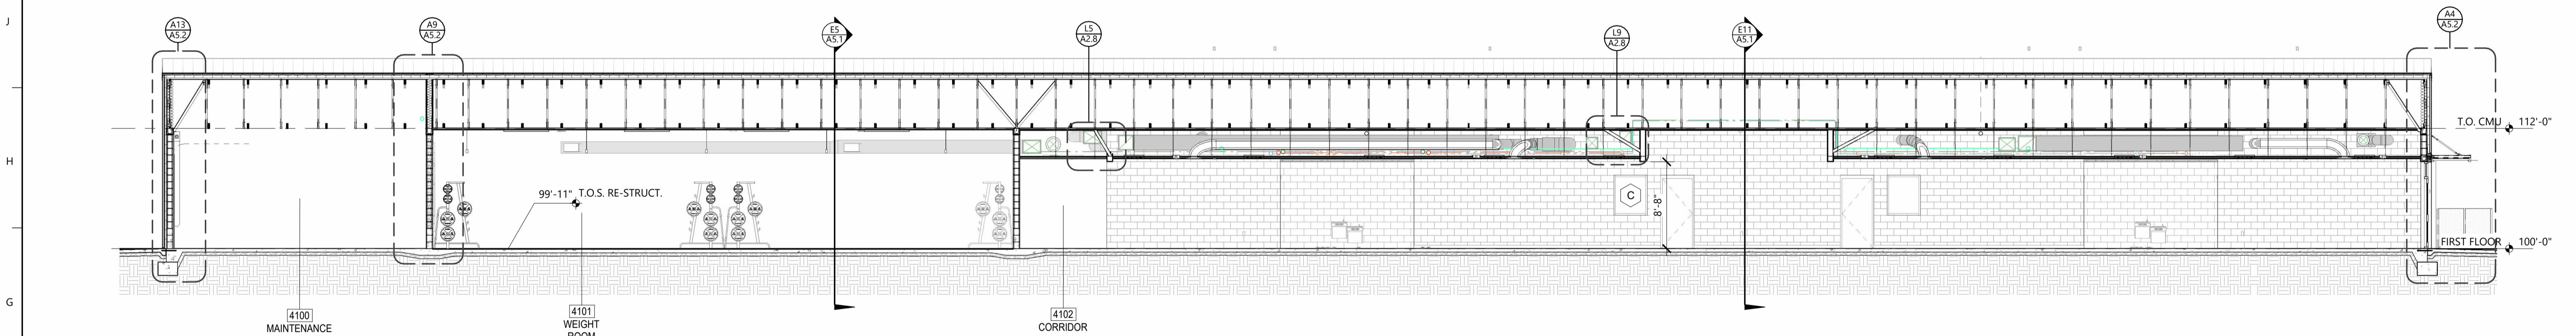 J
A13
A5.2
A9
A5.2
E5
A5.1
L5
A2.8
L9
A2.8
E11
A5.1
A4
A5.2
T.O. CMU 112'-0"
H
99'-11" T.O.S. RE-STRUCT.
C
8'-8"
FIRST FLOOR 100'-0"
G
4100
MAINTENANCE
4101
WEIGHT
ROOM
4102
CORRIDOR